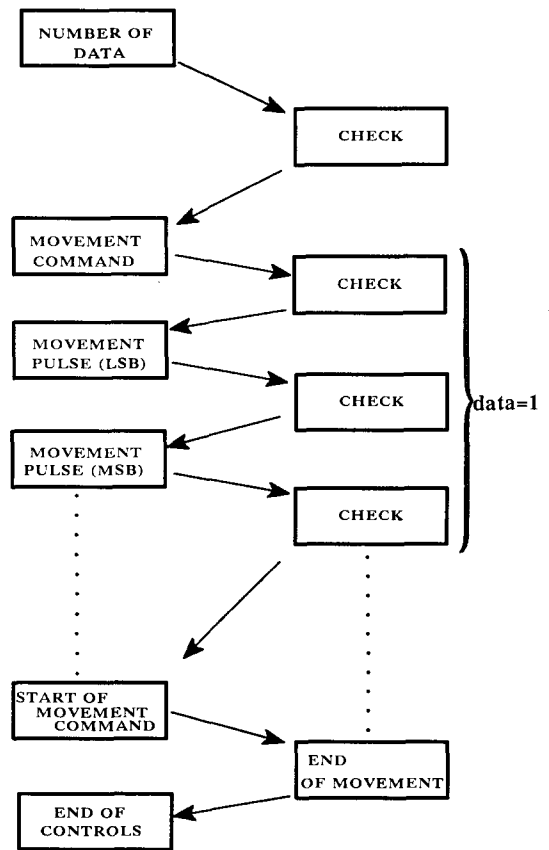 NUMBER OF
DATA
CHECK
MOVEMENT
COMMAND
CHECK
MOVEMENT
PULSE (LSB)
CHECK
data=1
MOVEMENT
PULSE (MSB)
CHECK
START OF
MOVEMENT
COMMAND
END
OF MOVEMENT
END OF
CONTROLS